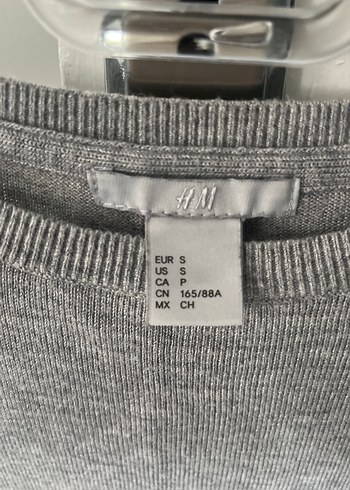 H&M
EUR S
US S
CA P
CN 165/88A
MX CH